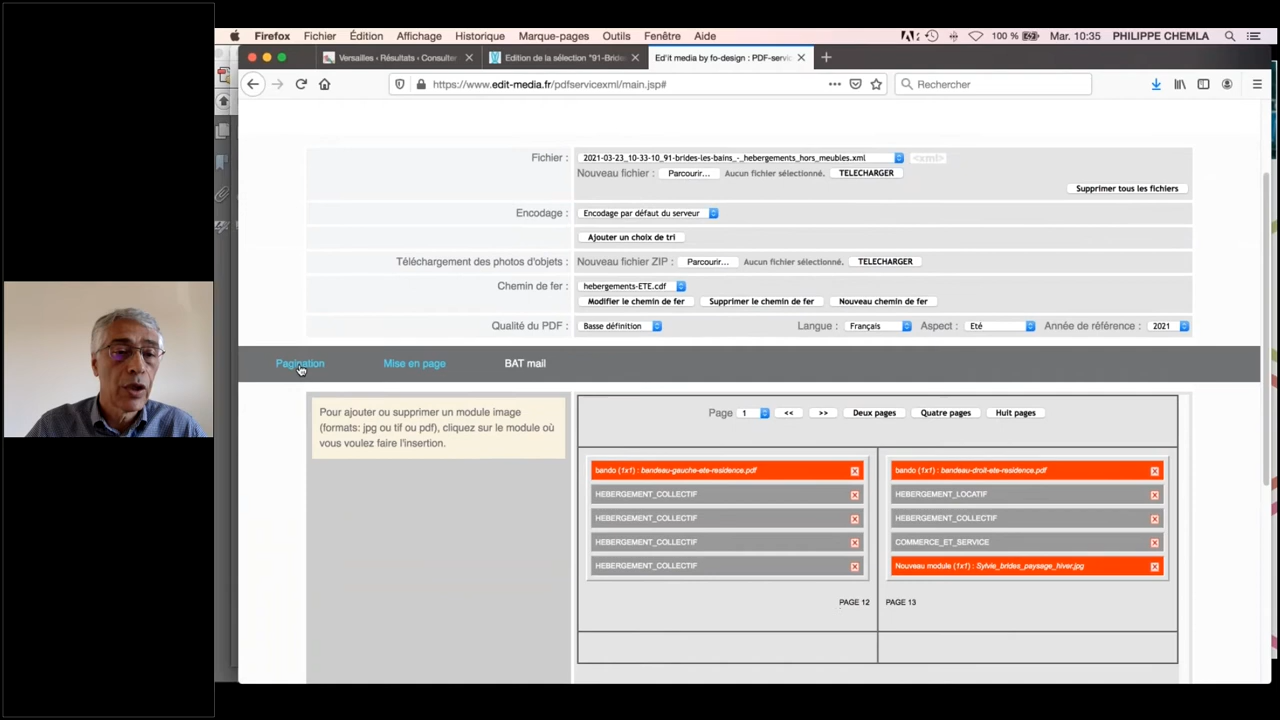 Firefox Fichier Édition Affichage Historique Marque-pages Outils Fenêtre Aide 100 % Mar. 10:35 PHILIPPE CHEMLA
Versailles ‹ Résultats ‹ Consulter Edition de la sélection "91-Brides Ed'it media by fo-design : PDF-servic
https://www.edit-media.fr/pdfservicexml/main.jsp# Rechercher
Fichier : 2021-03-23_10-33-10_91-brides-les-bains_-_hebergements_hors_meubles.xml <xml>
Nouveau fichier : Parcourir... Aucun fichier sélectionné. TELECHARGER
Supprimer tous les fichiers
Encodage : Encodage par défaut du serveur
Ajouter un choix de tri
Téléchargement des photos d'objets : Nouveau fichier ZIP : Parcourir... Aucun fichier sélectionné. TELECHARGER
Chemin de fer : hebergements-ETE.cdf
Modifier le chemin de fer Supprimer le chemin de fer Nouveau chemin de fer
Qualité du PDF : Basse définition Langue : Français Aspect : Eté Année de référence : 2021
Pagination Mise en page BAT mail
Pour ajouter ou supprimer un module image
(formats: jpg ou tif ou pdf), cliquez sur le module où
vous voulez faire l'insertion.
Page 1 << >> Deux pages Quatre pages Huit pages
bando (1x1) : bandeau-gauche-ete-residence.pdf
HEBERGEMENT_COLLECTIF
HEBERGEMENT_COLLECTIF
HEBERGEMENT_COLLECTIF
HEBERGEMENT_COLLECTIF
PAGE 12
bando (1x1) : bandeau-droit-ete-residence.pdf
HEBERGEMENT_LOCATIF
HEBERGEMENT_COLLECTIF
COMMERCE_ET_SERVICE
Nouveau module (1x1) : Sylvie_brides_paysage_hiver.jpg
PAGE 13